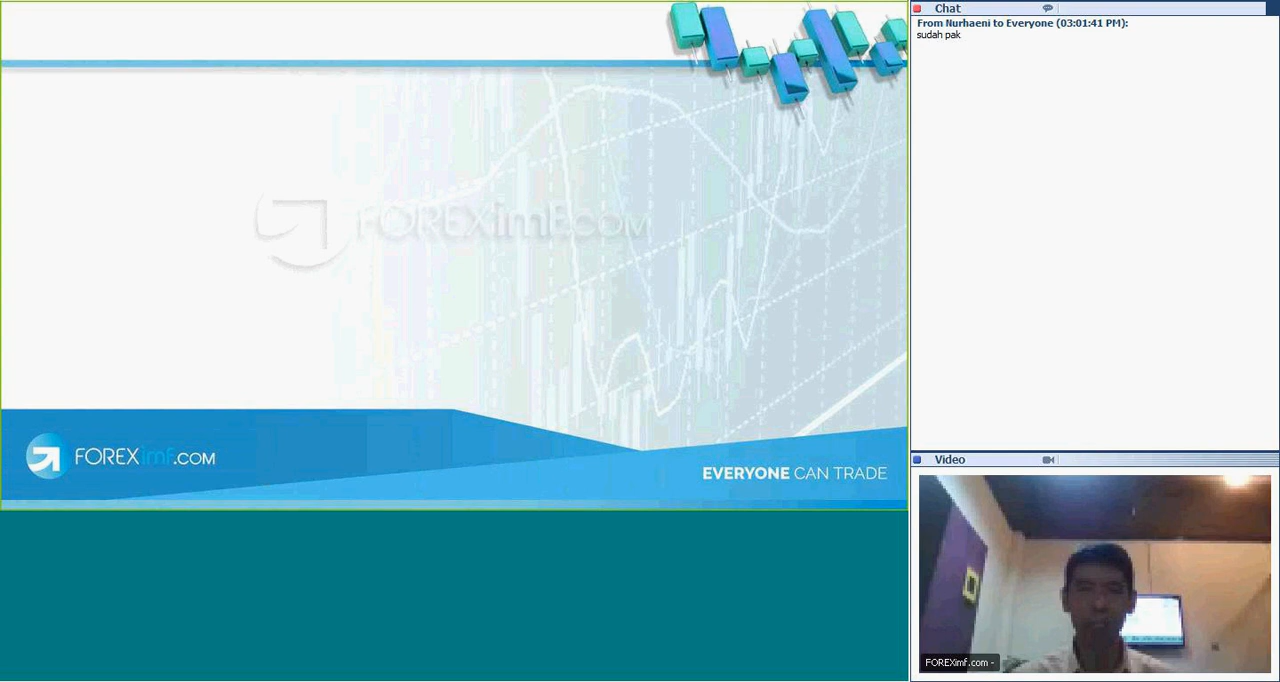 FOREXimF.COM
FOREXimF.COM
EVERYONE CAN TRADE
Chat
From Nurhaeni to Everyone (03:01:41 PM):
sudah pak
Video
FOREXimf.com -